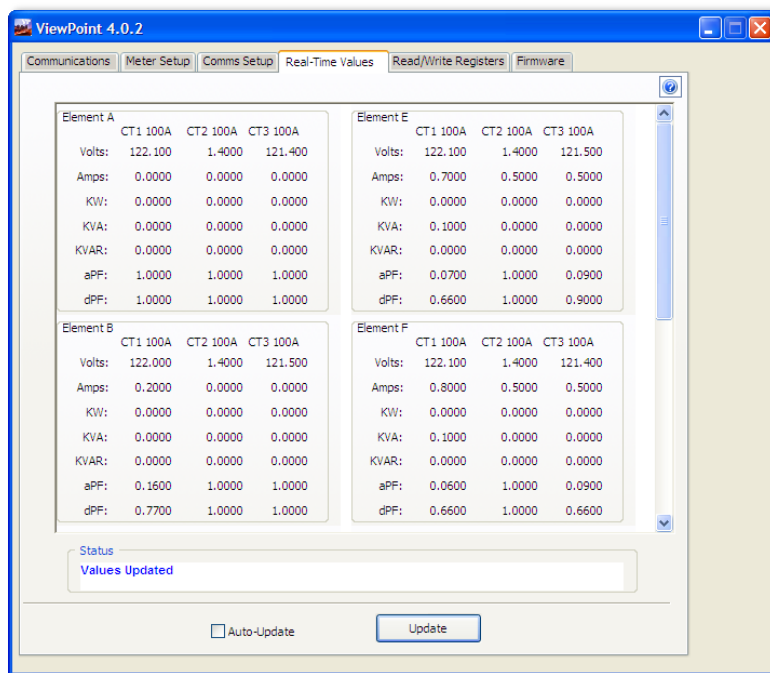 ViewPoint 4.0.2
Communications Meter Setup Comms Setup Real-Time Values Read/Write Registers Firmware
Element A
CT1 100A CT2 100A CT3 100A
Volts: 122.100 1.4000 121.400
Amps: 0.0000 0.0000 0.0000
KW: 0.0000 0.0000 0.0000
KVA: 0.0000 0.0000 0.0000
KVAR: 0.0000 0.0000 0.0000
aPF: 1.0000 1.0000 1.0000
dPF: 1.0000 1.0000 1.0000
Element E
CT1 100A CT2 100A CT3 100A
Volts: 122.100 1.4000 121.500
Amps: 0.7000 0.5000 0.5000
KW: 0.0000 0.0000 0.0000
KVA: 0.1000 0.0000 0.0000
KVAR: 0.0000 0.0000 0.0000
aPF: 0.0700 1.0000 0.0900
dPF: 0.6600 1.0000 0.9000
Element B
CT1 100A CT2 100A CT3 100A
Volts: 122.000 1.4000 121.500
Amps: 0.2000 0.0000 0.0000
KW: 0.0000 0.0000 0.0000
KVA: 0.0000 0.0000 0.0000
KVAR: 0.0000 0.0000 0.0000
aPF: 0.1600 1.0000 1.0000
dPF: 0.7700 1.0000 1.0000
Element F
CT1 100A CT2 100A CT3 100A
Volts: 122.100 1.4000 121.400
Amps: 0.8000 0.5000 0.5000
KW: 0.0000 0.0000 0.0000
KVA: 0.1000 0.0000 0.0000
KVAR: 0.0000 0.0000 0.0000
aPF: 0.0600 1.0000 0.0900
dPF: 0.6600 1.0000 0.6600
Status
Values Updated
Auto-Update Update